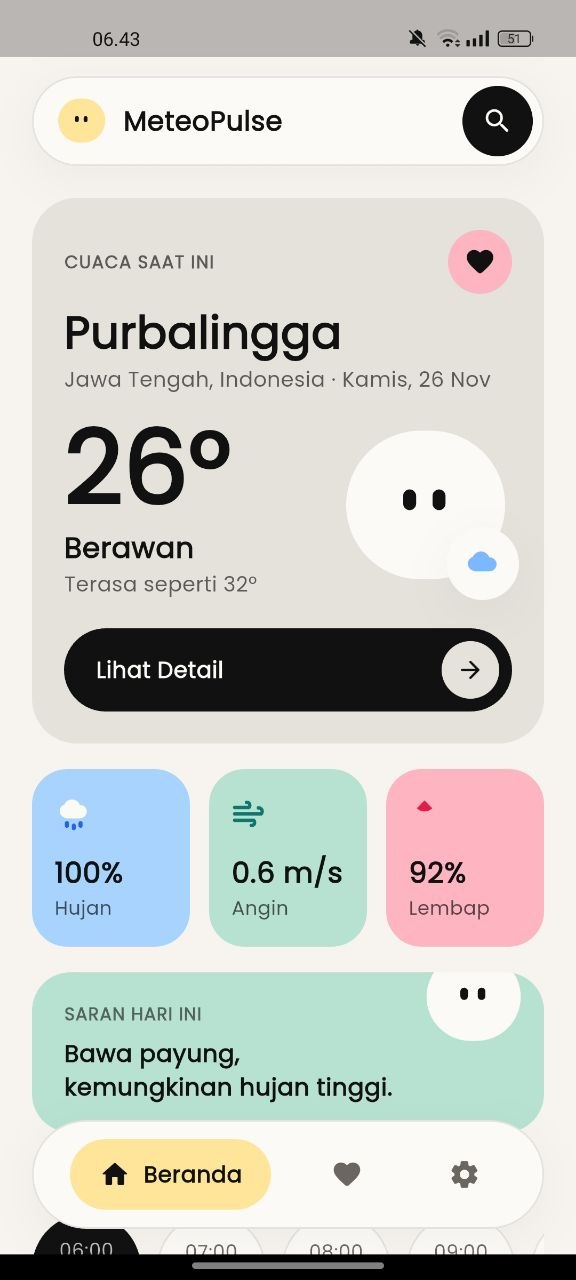 06.43
51
MeteoPulse
CUACA SAAT INI
Purbalingga
Jawa Tengah, Indonesia · Kamis, 26 Nov
26°
Berawan
Terasa seperti 32°
Lihat Detail
100%
Hujan
0.6 m/s
Angin
92%
Lembap
SARAN HARI INI
Bawa payung,
kemungkinan hujan tinggi.
Beranda
06:00 07:00 08:00 09:00